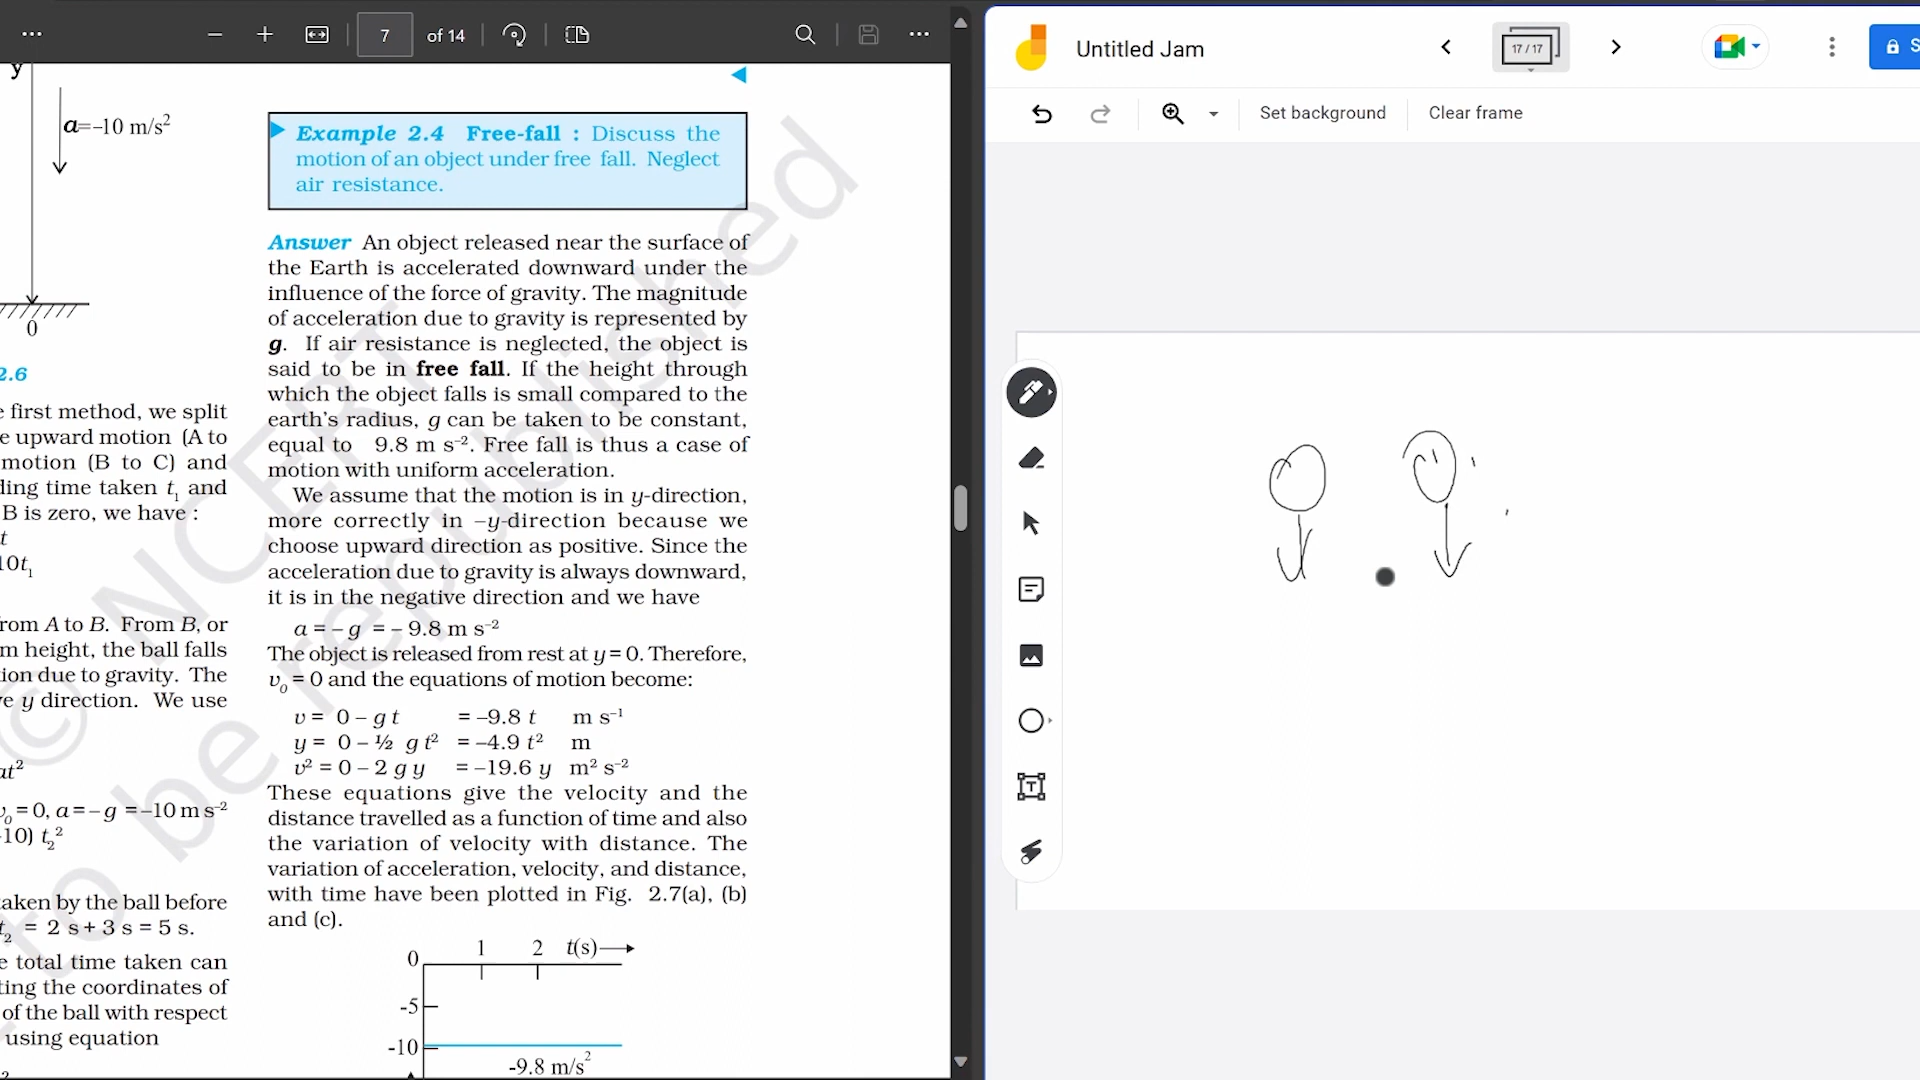 7 of 14
y
a=–10 m/s²
0
2.6
first method, we split
e upward motion (A to
motion (B to C) and
ding time taken t₁ and
B is zero, we have :
t
10t₁
rom A to B. From B, or
m height, the ball falls
tion due to gravity. The
ve y direction. We use
at²
v₀ = 0, a = – g = –10 m s⁻²
10) t₂²
taken by the ball before
t₂ = 2 s + 3 s = 5 s.
e total time taken can
ting the coordinates of
of the ball with respect
using equation
Example 2.4 Free-fall : Discuss the
motion of an object under free fall. Neglect
air resistance.
Answer An object released near the surface of
the Earth is accelerated downward under the
influence of the force of gravity. The magnitude
of acceleration due to gravity is represented by
g. If air resistance is neglected, the object is
said to be in free fall. If the height through
which the object falls is small compared to the
earth's radius, g can be taken to be constant,
equal to 9.8 m s⁻². Free fall is thus a case of
motion with uniform acceleration.
We assume that the motion is in y-direction,
more correctly in –y-direction because we
choose upward direction as positive. Since the
acceleration due to gravity is always downward,
it is in the negative direction and we have
a = – g = – 9.8 m s⁻²
The object is released from rest at y = 0. Therefore,
v₀ = 0 and the equations of motion become:
v = 0 – g t = –9.8 t m s⁻¹
y = 0 – ½ g t² = –4.9 t² m
v² = 0 – 2 g y = –19.6 y m² s⁻²
These equations give the velocity and the
distance travelled as a function of time and also
the variation of velocity with distance. The
variation of acceleration, velocity, and distance,
with time have been plotted in Fig. 2.7(a), (b)
and (c).
0 1 2 t(s)
-5
-10
-9.8 m/s²
© NCERT
to be republished
Untitled Jam
17 / 17
S
Set background
Clear frame